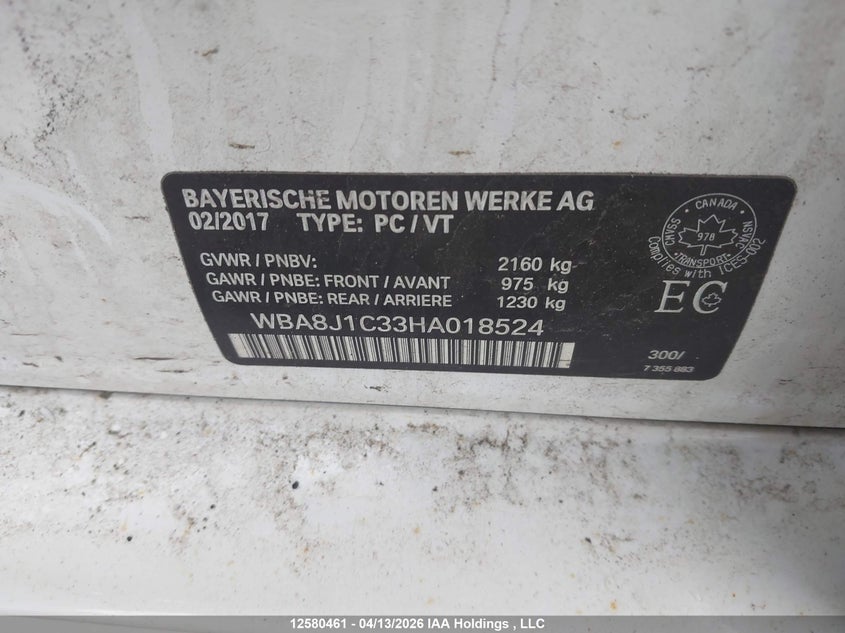 BAYERISCHE MOTOREN WERKE AG
02/2017 TYPE: PC / VT
GVWR / PNBV: 2160 kg
GAWR / PNBE: FRONT / AVANT 975 kg
GAWR / PNBE: REAR / ARRIERE 1230 kg
WBA8J1C33HA018524
CANADA
CMVSS
NSVAC
978
TRANSPORT
Complies with ICES-002
EC
300/
7 355 883
12580461 - 04/13/2026 IAA Holdings , LLC